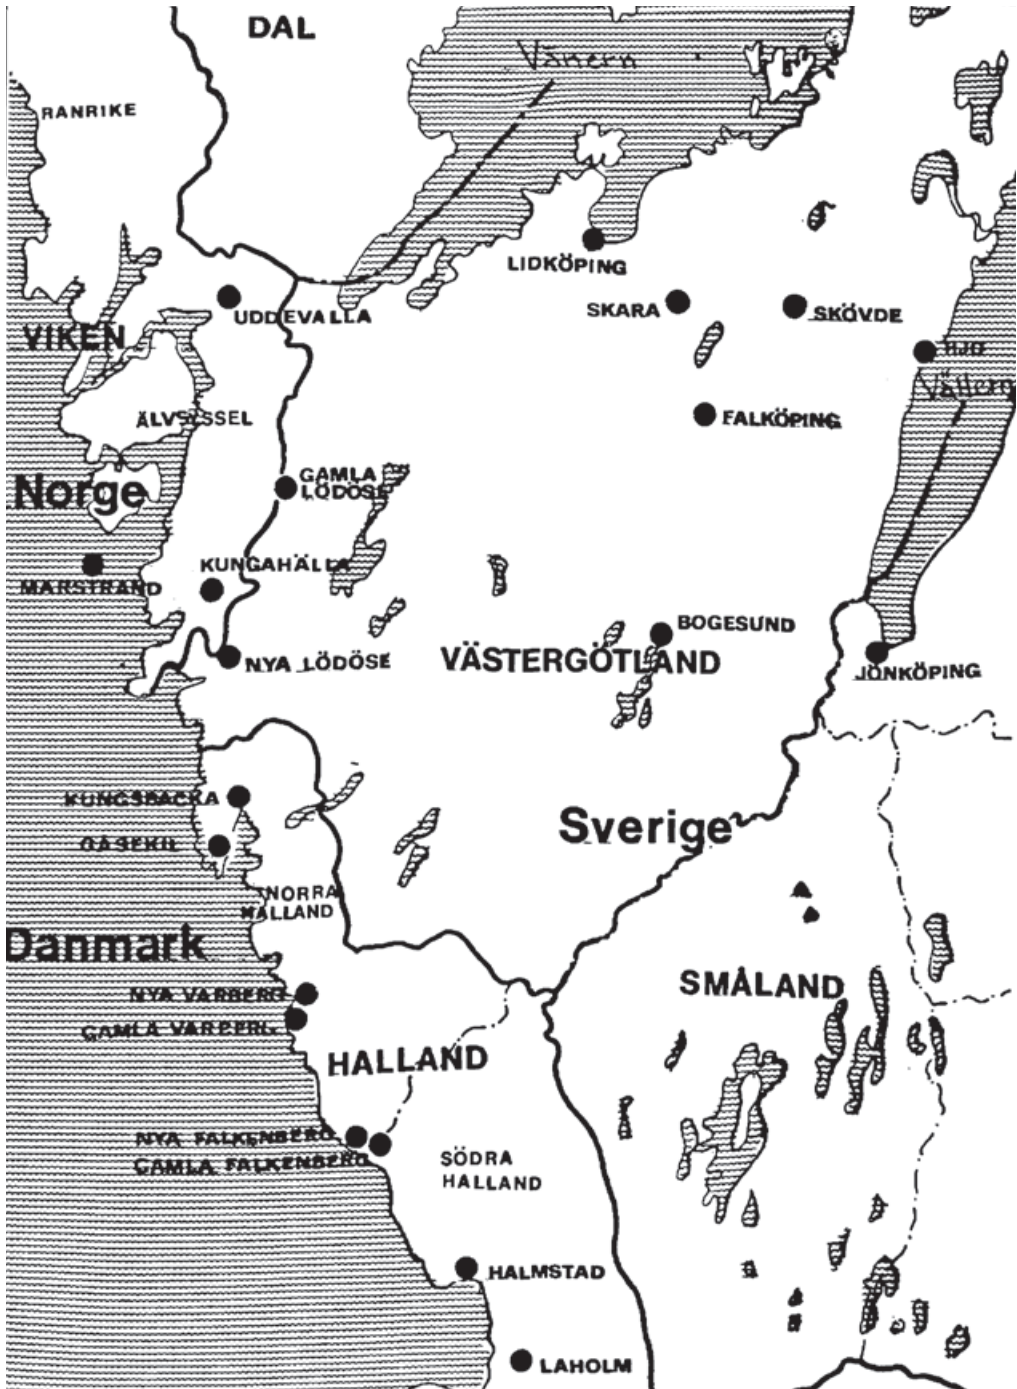 DAL
Vänern
RANRIKE
LIDKÖPING
UDDEVALLA
SKARA
SKÖVDE
VIKEN
HJO
Vättern
ÄLVSYSSEL
FALKÖPING
GAMLA
LÖDÖSE
Norge
KUNGAHÄLLA
MARSTRAND
BOGESUND
NYA LÖDÖSE
VÄSTERGÖTLAND
JÖNKÖPING
KUNGSBACKA
Sverige
GÅSEKIL
NORRA
HALLAND
Danmark
SMÅLAND
NYA VARBERG
GAMLA VARBERG
HALLAND
NYA FALKENBERG
GAMLA FALKENBERG
SÖDRA
HALLAND
HALMSTAD
LAHOLM